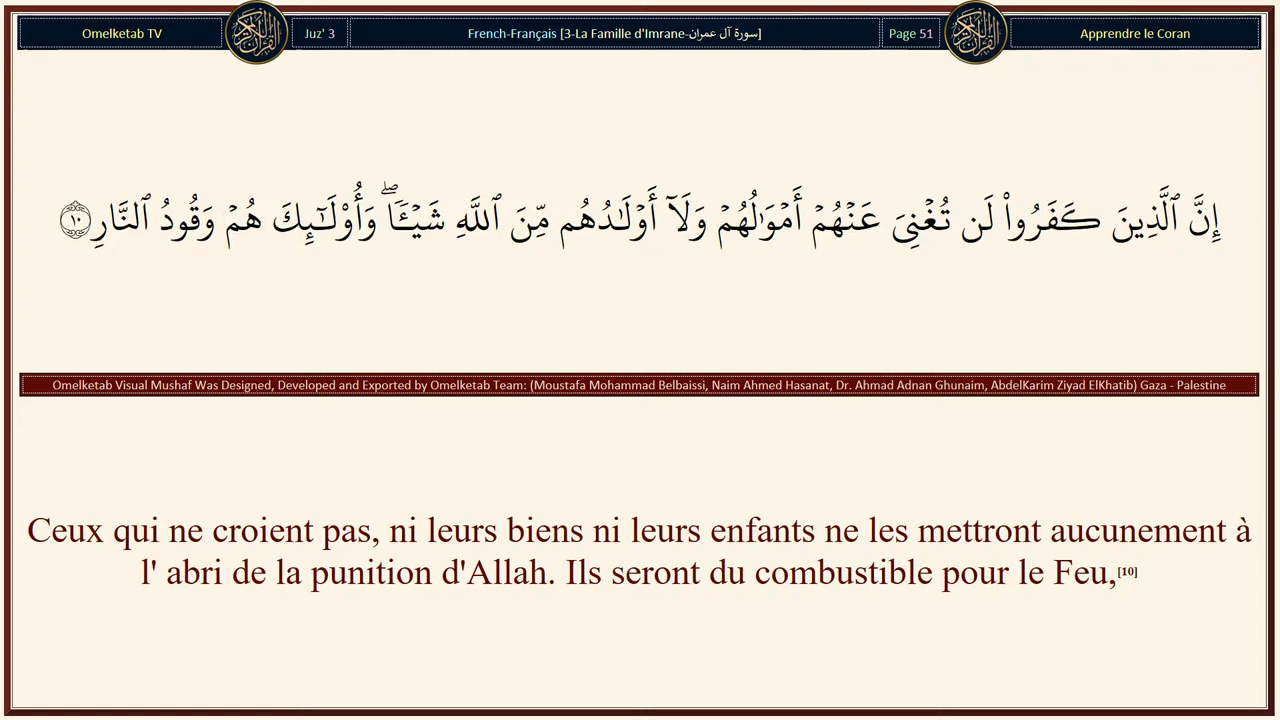 Omelketab TV
Juz' 3
French-Français [3-La Famille d'Imrane-سورة آل عمران]
Page 51
Apprendre le Coran
إِنَّ ٱلَّذِينَ كَفَرُوا۟ لَن تُغْنِىَ عَنْهُمْ أَمْوَٰلُهُمْ وَلَآ أَوْلَـٰدُهُم مِّنَ ٱللَّهِ شَيْـًٔا ۖ وَأُو۟لَـٰٓئِكَ هُمْ وَقُودُ ٱلنَّارِ ١٠
Omelketab Visual Mushaf Was Designed, Developed and Exported by Omelketab Team: (Moustafa Mohammad Belbaissi, Naim Ahmed Hasanat, Dr. Ahmad Adnan Ghunaim, AbdelKarim Ziyad ElKhatib) Gaza - Palestine
Ceux qui ne croient pas, ni leurs biens ni leurs enfants ne les mettront aucunement à
l' abri de la punition d'Allah. Ils seront du combustible pour le Feu,[10]